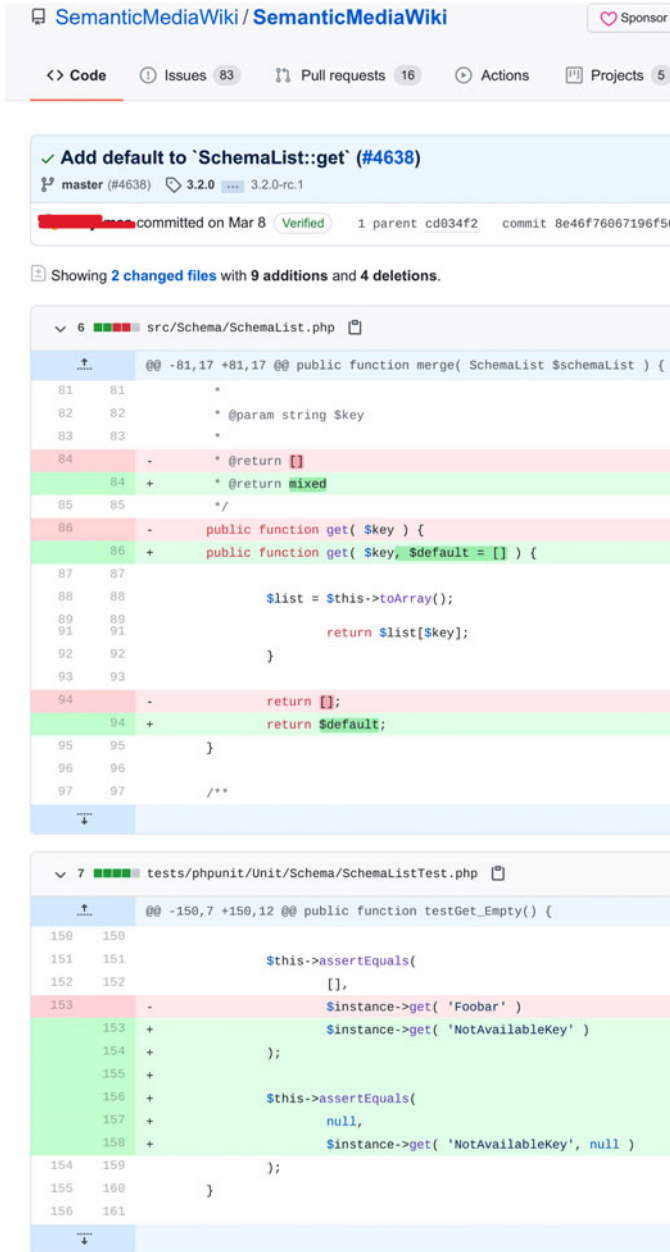 SemanticMediaWiki / SemanticMediaWiki
Sponsor
<> Code Issues 83 Pull requests 16 Actions Projects 5
Add default to `SchemaList::get` (#4638)
master (#4638) 3.2.0 ... 3.2.0-rc.1
committed on Mar 8 Verified 1 parent cd034f2 commit 8e46f76067196f5
Showing 2 changed files with 9 additions and 4 deletions.
6 src/Schema/SchemaList.php
@@ -81,17 +81,17 @@ public function merge( SchemaList $schemaList ) {
81 81 *
82 82 * @param string $key
83 83 *
84 - * @return []
84 + * @return mixed
85 85 */
86 - public function get( $key ) {
86 + public function get( $key, $default = [] ) {
87 87
88 88 $list = $this->toArray();
89 89
91 91 return $list[$key];
92 92 }
93 93
94 - return [];
94 + return $default;
95 95 }
96 96
97 97 /**
7 tests/phpunit/Unit/Schema/SchemaListTest.php
@@ -150,7 +150,12 @@ public function testGet_Empty() {
150 150
151 151 $this->assertEquals(
152 152 [],
153 - $instance->get( 'Foobar' )
153 + $instance->get( 'NotAvailableKey' )
154 + );
155 +
156 + $this->assertEquals(
157 + null,
158 + $instance->get( 'NotAvailableKey', null )
154 159 );
155 160 }
156 161